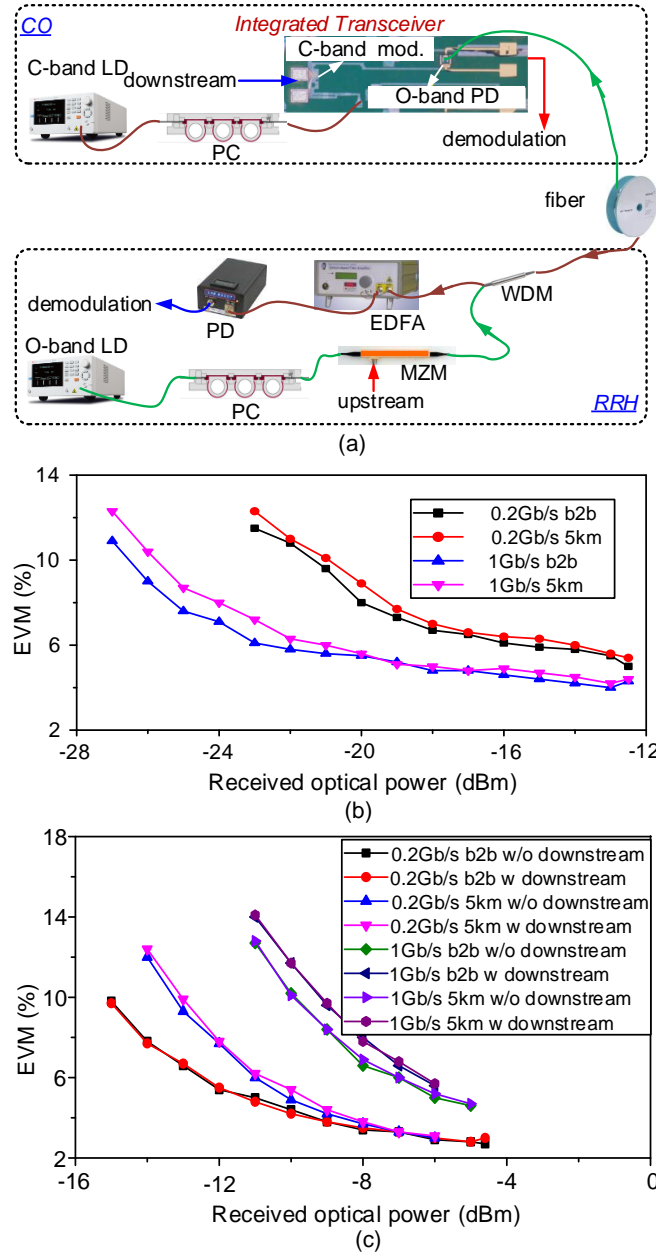 CO
Integrated Transceiver
C-band LD
downstream
C-band mod.
O-band PD
demodulation
PC
fiber
demodulation
PD
EDFA
WDM
O-band LD
PC
MZM
upstream
RRH
(a)
14
10
6
2
EVM (%)
0.2Gb/s b2b
0.2Gb/s 5km
1Gb/s b2b
1Gb/s 5km
-28 -24 -20 -16 -12
Received optical power (dBm)
(b)
18
14
10
6
2
EVM (%)
0.2Gb/s b2b w/o downstream
0.2Gb/s b2b w downstream
0.2Gb/s 5km w/o downstream
0.2Gb/s 5km w downstream
1Gb/s b2b w/o downstream
1Gb/s b2b w downstream
1Gb/s 5km w/o downstream
1Gb/s 5km w downstream
-16 -12 -8 -4 0
Received optical power (dBm)
(c)